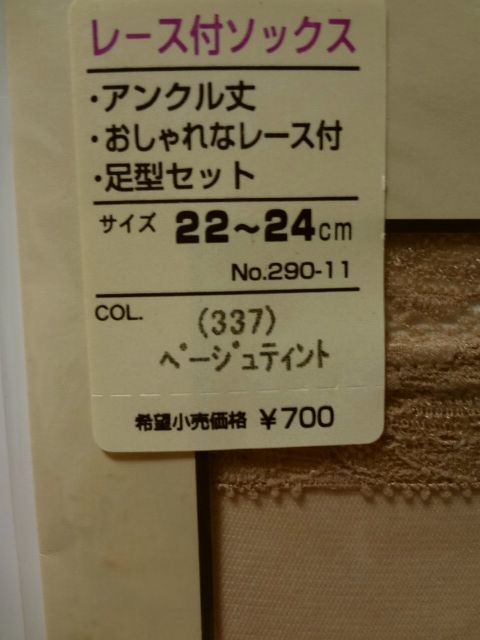 レース付ソックス
・アンクル丈
・おしゃれなレース付
・足型セット
サイズ 22～24cm
No.290-11
COL.
(337)
ベージュティント
希望小売価格 ¥700